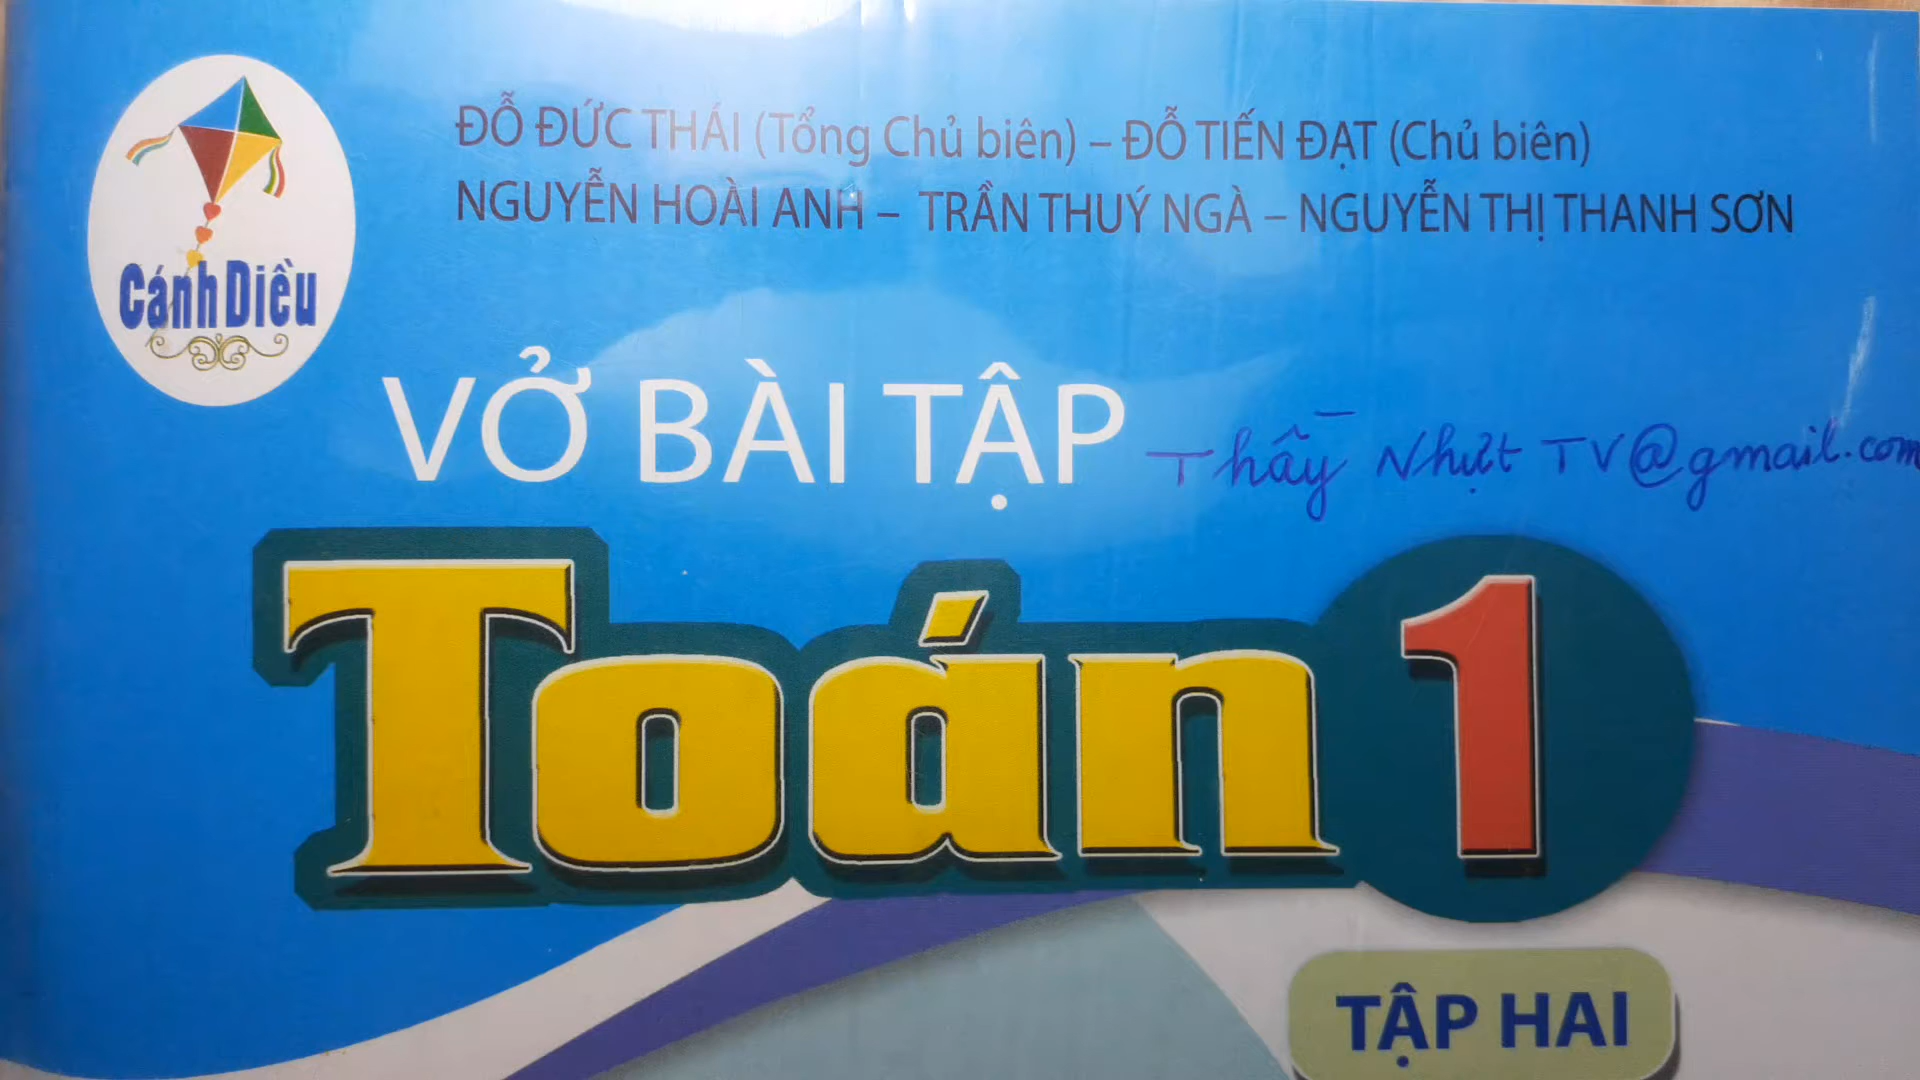 ĐỖ ĐỨC THÁI (Tổng Chủ biên) – ĐỖ TIẾN ĐẠT (Chủ biên)
NGUYỄN HOÀI ANH – TRẦN THUÝ NGÀ – NGUYỄN THỊ THANH SƠN
Cánh Diều
VỞ BÀI TẬP
Thầy Nhựt TV@gmail.com
Toán 1
TẬP HAI